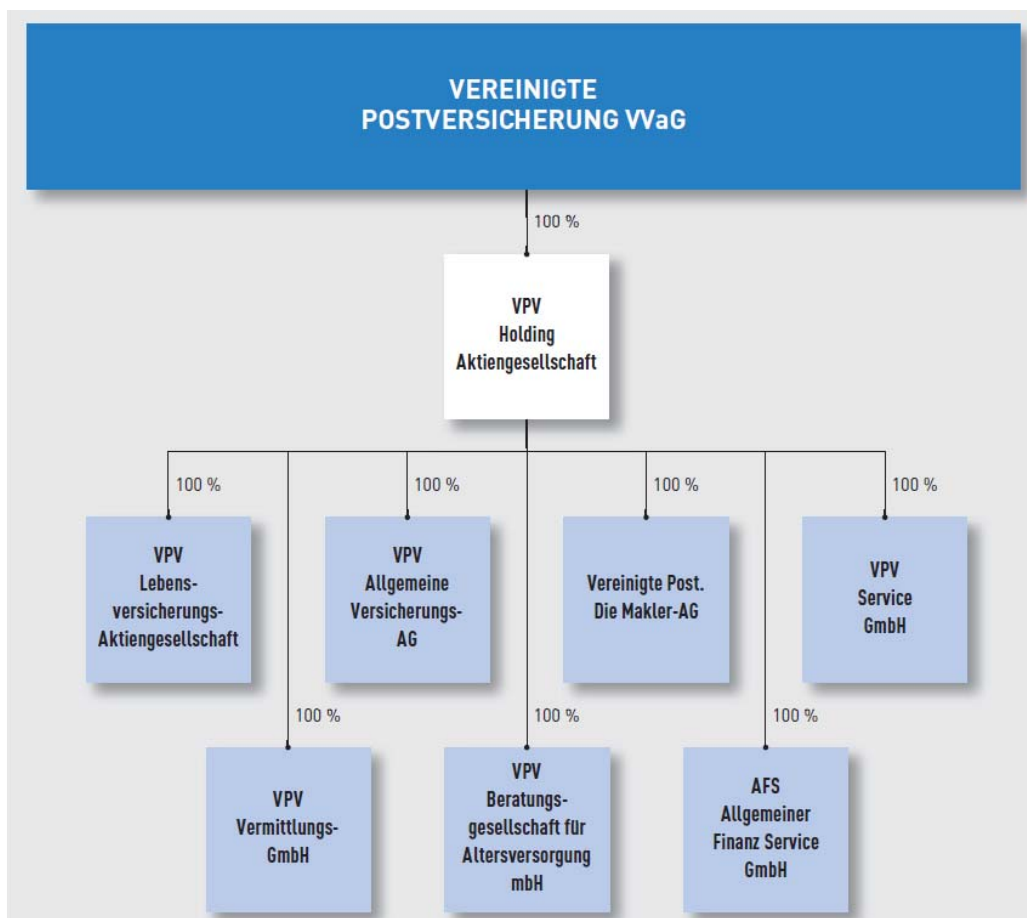 VEREINIGTE
POSTVERSICHERUNG VVaG
100 %
VPV
Holding
Aktiengesellschaft
100 %
100 %
100 %
100 %
VPV
Lebens-
versicherungs-
Aktiengesellschaft
VPV
Allgemeine
Versicherungs-
AG
Vereinigte Post.
Die Makler-AG
VPV
Service
GmbH
100 %
100 %
100 %
VPV
Vermittlungs-
GmbH
VPV
Beratungs-
gesellschaft für
Altersversorgung
mbH
AFS
Allgemeiner
Finanz Service
GmbH